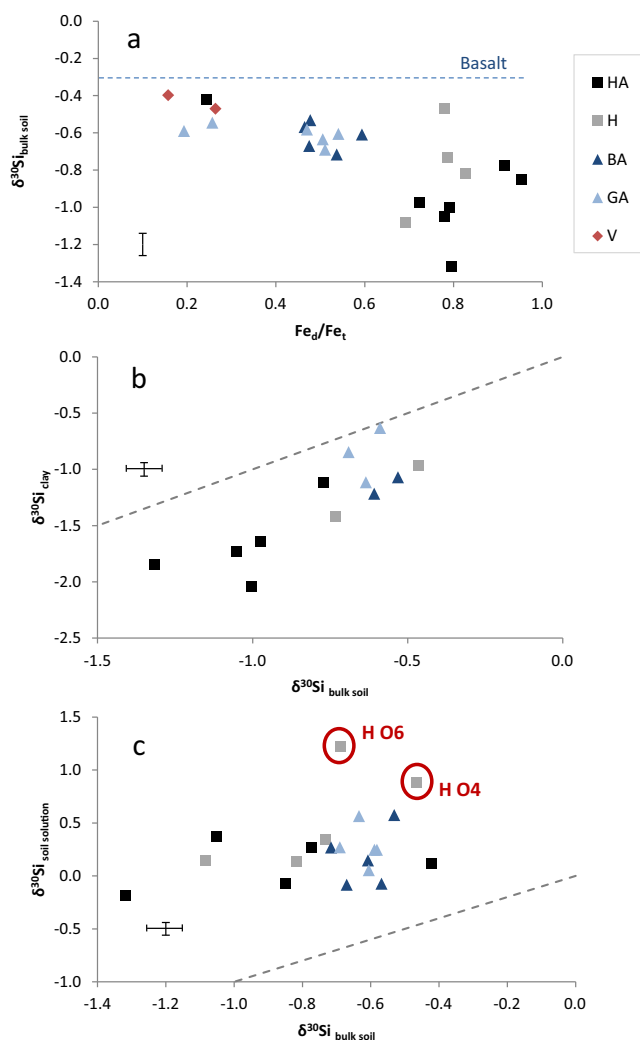 a
Basalt
0.0
-0.2
-0.4
-0.6
-0.8
-1.0
-1.2
-1.4
δ³⁰Si bulk soil
0.0 0.2 0.4 0.6 0.8 1.0
Fed/Fet
HA
H
BA
GA
V
b
0.0
-0.5
-1.0
-1.5
-2.0
-2.5
δ³⁰Si clay
-1.5 -1.0 -0.5 0.0
δ³⁰Si bulk soil
c
H O6
H O4
1.5
1.0
0.5
0.0
-0.5
-1.0
δ³⁰Si soil solution
-1.4 -1.2 -1.0 -0.8 -0.6 -0.4 -0.2 0.0
δ³⁰Si bulk soil